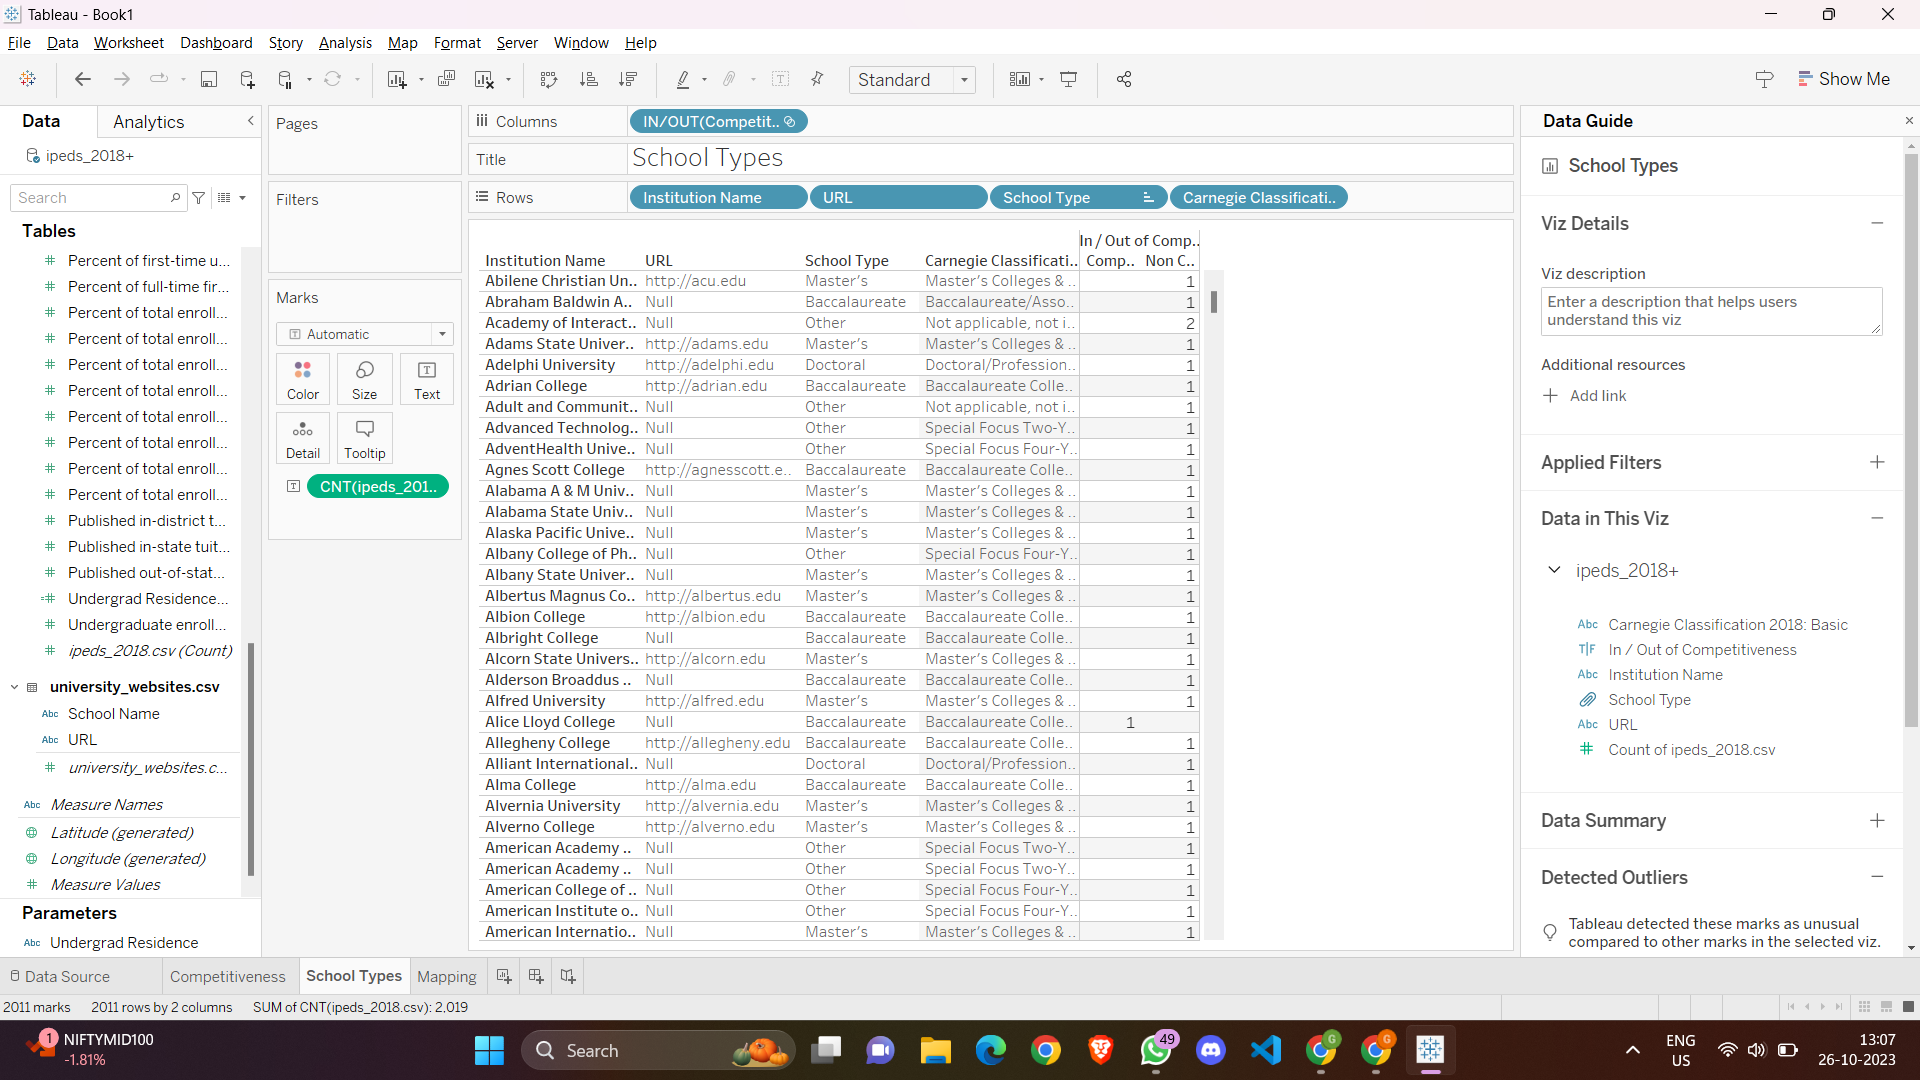 Tableau - Book1
File Data Worksheet Dashboard Story Analysis Map Format Server Window Help
Standard
Show Me
Data
Analytics
ipeds_2018+
Search
Tables
Percent of first-time u...
Percent of full-time fir...
Percent of total enroll...
Percent of total enroll...
Percent of total enroll...
Percent of total enroll...
Percent of total enroll...
Percent of total enroll...
Percent of total enroll...
Percent of total enroll...
Published in-district t...
Published in-state tuit...
Published out-of-stat...
Undergrad Residence...
Undergraduate enroll...
ipeds_2018.csv (Count)
university_websites.csv
Abc School Name
Abc URL
university_websites.c...
Abc Measure Names
Latitude (generated)
Longitude (generated)
Measure Values
Parameters
Abc Undergrad Residence
Pages
Filters
Marks
Automatic
Color Size Text
Detail Tooltip
CNT(ipeds_201..
Columns IN/OUT(Competit..
Title School Types
Rows Institution Name URL School Type Carnegie Classificati..
In / Out of Comp..
Institution Name URL School Type Carnegie Classificati.. Comp.. Non C..
Abilene Christian Un.. http://acu.edu Master's Master's Colleges & .. 1
Abraham Baldwin A.. Null Baccalaureate Baccalaureate/Asso.. 1
Academy of Interact.. Null Other Not applicable, not i.. 2
Adams State Univer.. http://adams.edu Master's Master's Colleges & .. 1
Adelphi University http://adelphi.edu Doctoral Doctoral/Profession.. 1
Adrian College http://adrian.edu Baccalaureate Baccalaureate Colle.. 1
Adult and Communit.. Null Other Not applicable, not i.. 1
Advanced Technolog.. Null Other Special Focus Two-Y.. 1
AdventHealth Unive.. Null Other Special Focus Four-Y.. 1
Agnes Scott College http://agnesscott.e.. Baccalaureate Baccalaureate Colle.. 1
Alabama A & M Univ.. Null Master's Master's Colleges & .. 1
Alabama State Univ.. Null Master's Master's Colleges & .. 1
Alaska Pacific Unive.. Null Master's Master's Colleges & .. 1
Albany College of Ph.. Null Other Special Focus Four-Y.. 1
Albany State Univer.. Null Master's Master's Colleges & .. 1
Albertus Magnus Co.. http://albertus.edu Master's Master's Colleges & .. 1
Albion College http://albion.edu Baccalaureate Baccalaureate Colle.. 1
Albright College Null Baccalaureate Baccalaureate Colle.. 1
Alcorn State Univers.. http://alcorn.edu Master's Master's Colleges & .. 1
Alderson Broaddus .. Null Baccalaureate Baccalaureate Colle.. 1
Alfred University http://alfred.edu Master's Master's Colleges & .. 1
Alice Lloyd College Null Baccalaureate Baccalaureate Colle.. 1
Allegheny College http://allegheny.edu Baccalaureate Baccalaureate Colle.. 1
Alliant International.. Null Doctoral Doctoral/Profession.. 1
Alma College http://alma.edu Baccalaureate Baccalaureate Colle.. 1
Alvernia University http://alvernia.edu Master's Master's Colleges & .. 1
Alverno College http://alverno.edu Master's Master's Colleges & .. 1
American Academy .. Null Other Special Focus Two-Y.. 1
American Academy .. Null Other Special Focus Two-Y.. 1
American College of .. Null Other Special Focus Four-Y.. 1
American Institute o.. Null Other Special Focus Four-Y.. 1
American Internatio.. Null Master's Master's Colleges & .. 1
Data Guide
School Types
Viz Details
Viz description
Enter a description that helps users
understand this viz
Additional resources
Add link
Applied Filters
Data in This Viz
ipeds_2018+
Abc Carnegie Classification 2018: Basic
T|F In / Out of Competitiveness
Abc Institution Name
School Type
Abc URL
Count of ipeds_2018.csv
Data Summary
Detected Outliers
Tableau detected these marks as unusual
compared to other marks in the selected viz.
Data Source Competitiveness School Types Mapping
2011 marks 2011 rows by 2 columns SUM of CNT(ipeds_2018.csv): 2,019
1
NIFTYMID100
-1.81%
Search
49
G
G
ENG
US
13:07
26-10-2023